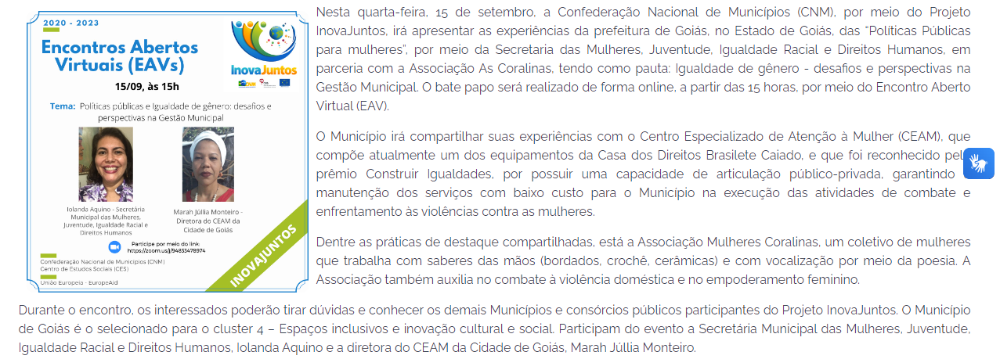 2020 - 2023
Encontros Abertos
Virtuais (EAVs)
15/09, às 15h
InovaJuntos
CNM
CES
Tema: Políticas públicas e Igualdade de gênero: desafios e
perspectivas na Gestão Municipal
Iolanda Aquino - Secretária
Municipal das Mulheres,
Juventude, Igualdade Racial e
Direitos Humanos
Marah Júllia Monteiro -
Diretora do CEAM da
Cidade de Goiás
Participe por meio do link:
https://zoom.us/j/94833478974
Confederação Nacional de Municípios (CNM)
Centro de Estudos Sociais (CES)
União Europeia - EuropeAid
INOVAJUNTOS
Nesta quarta-feira, 15 de setembro, a Confederação Nacional de Municípios (CNM), por meio do Projeto
InovaJuntos, irá apresentar as experiências da prefeitura de Goiás, no Estado de Goiás, das “Políticas Públicas
para mulheres”, por meio da Secretaria das Mulheres, Juventude, Igualdade Racial e Direitos Humanos, em
parceria com a Associação As Coralinas, tendo como pauta: Igualdade de gênero - desafios e perspectivas na
Gestão Municipal. O bate papo será realizado de forma online, a partir das 15 horas, por meio do Encontro Aberto
Virtual (EAV).
O Município irá compartilhar suas experiências com o Centro Especializado de Atenção à Mulher (CEAM), que
compõe atualmente um dos equipamentos da Casa dos Direitos Brasilete Caiado, e que foi reconhecido pel
prêmio Construir Igualdades, por possuir uma capacidade de articulação público-privada, garantindo
manutenção dos serviços com baixo custo para o Município na execução das atividades de combate e
enfrentamento às violências contra as mulheres.
Dentre as práticas de destaque compartilhadas, está a Associação Mulheres Coralinas, um coletivo de mulheres
que trabalha com saberes das mãos (bordados, crochê, cerâmicas) e com vocalização por meio da poesia. A
Associação também auxilia no combate à violência doméstica e no empoderamento feminino.
Durante o encontro, os interessados poderão tirar dúvidas e conhecer os demais Municípios e consórcios públicos participantes do Projeto InovaJuntos. O Município
de Goiás é o selecionado para o cluster 4 – Espaços inclusivos e inovação cultural e social. Participam do evento a Secretária Municipal das Mulheres, Juventude,
Igualdade Racial e Direitos Humanos, Iolanda Aquino e a diretora do CEAM da Cidade de Goiás, Marah Júllia Monteiro.